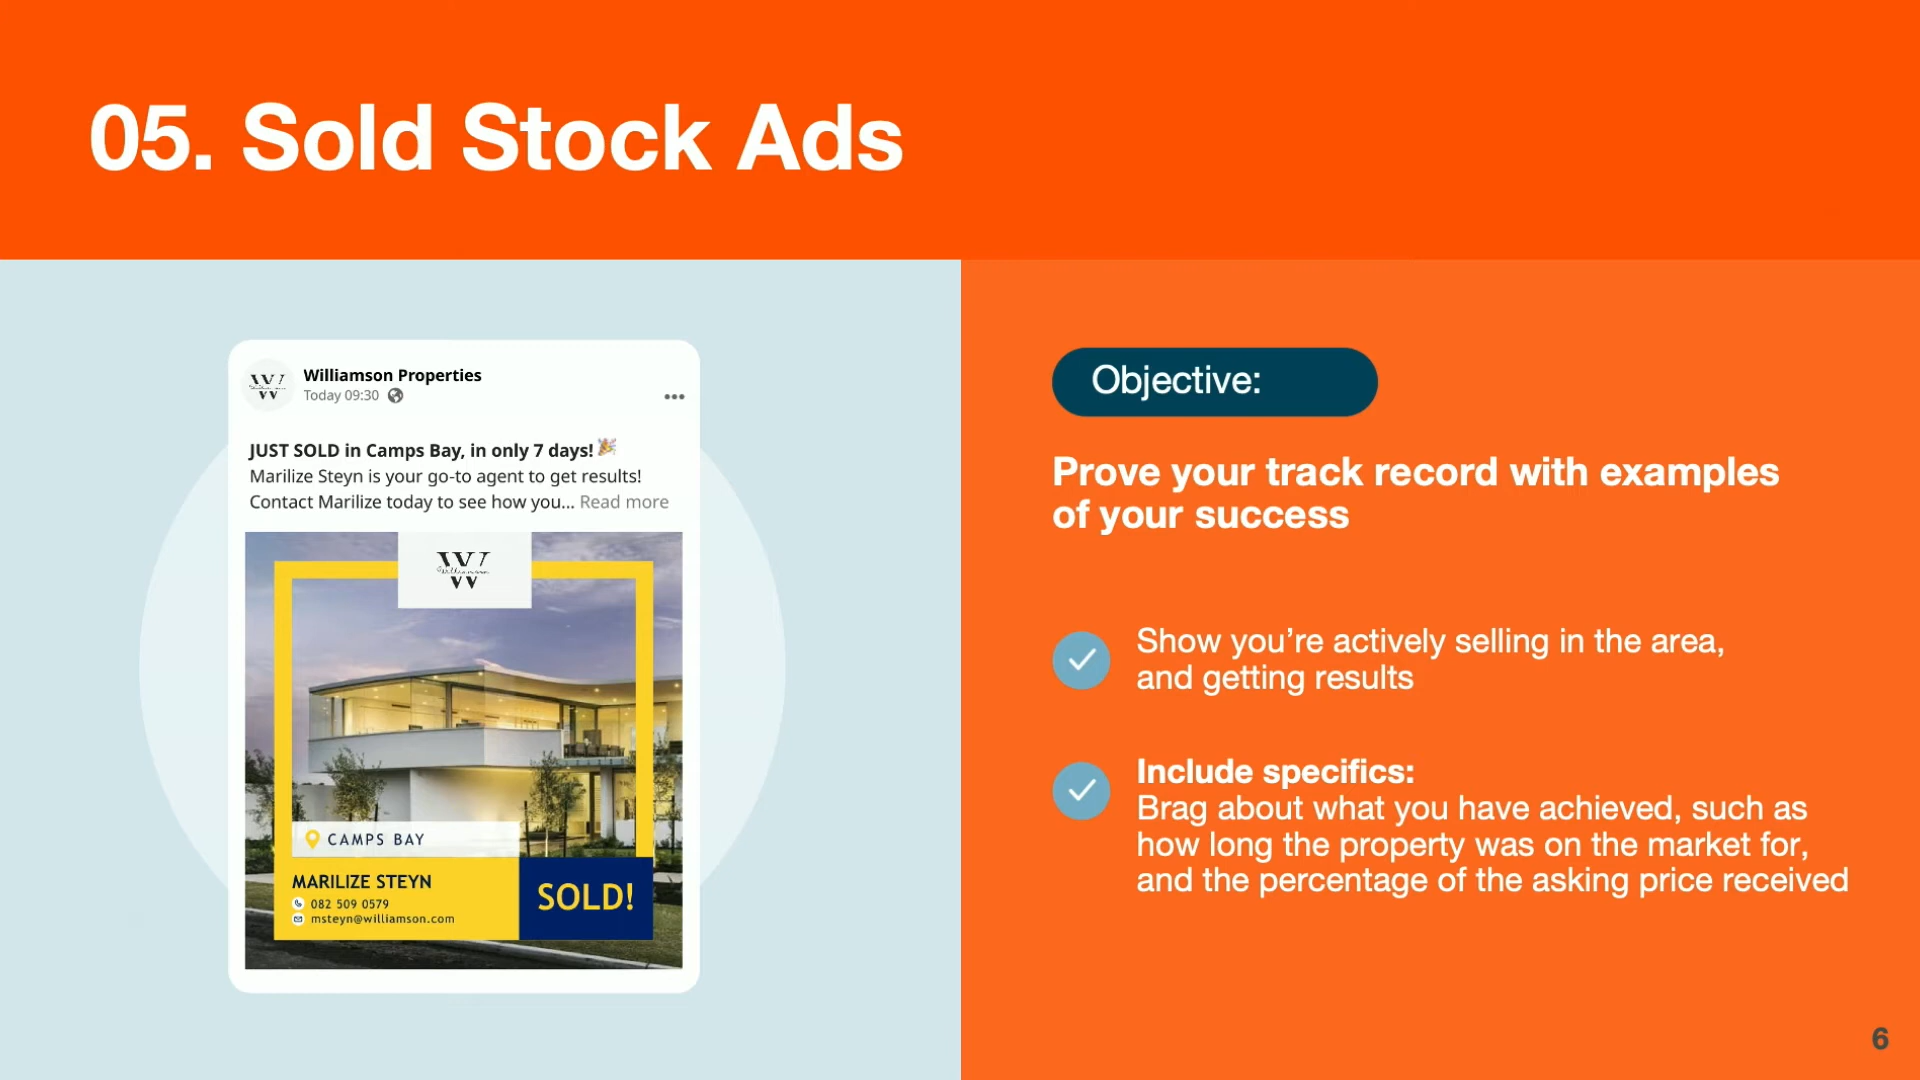 05. Sold Stock Ads
Williamson Properties
Today 09:30
JUST SOLD in Camps Bay, in only 7 days!
Marilize Steyn is your go-to agent to get results!
Contact Marilize today to see how you... Read more
W
CAMPS BAY
MARILIZE STEYN
082 509 0579
msteyn@williamson.com
SOLD!
Objective:
Prove your track record with examples
of your success
Show you’re actively selling in the area,
and getting results
Include specifics:
Brag about what you have achieved, such as
how long the property was on the market for,
and the percentage of the asking price received
6